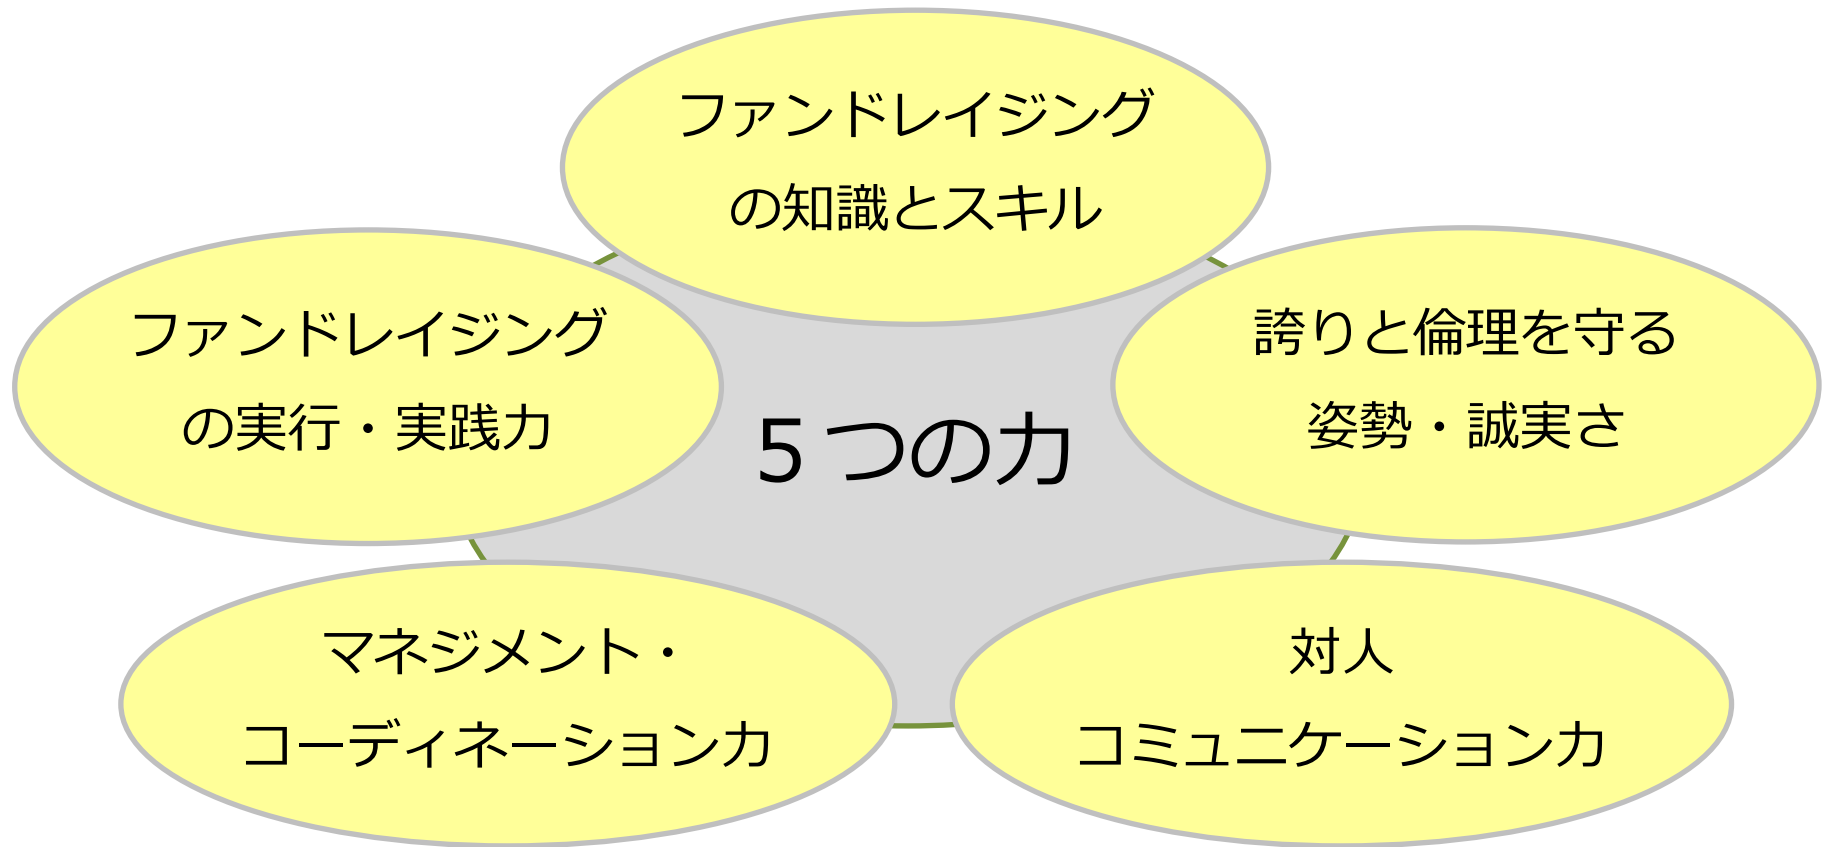 ファンドレイジング
の知識とスキル
ファンドレイジング
の実行・実践力
誇りと倫理を守る
姿勢・誠実さ
５つの力
マネジメント・
コーディネーション力
対人
コミュニケーション力